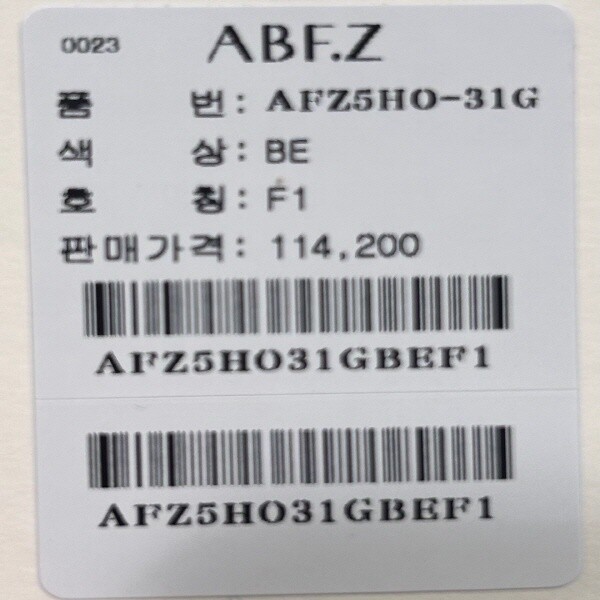 0023 ABF.Z
품 번 : AFZ5HO-31G
색 상 : BE
호 칭 : F1
판매가격 : 114,200
AFZ5HO31GBEF1
AFZ5HO31GBEF1